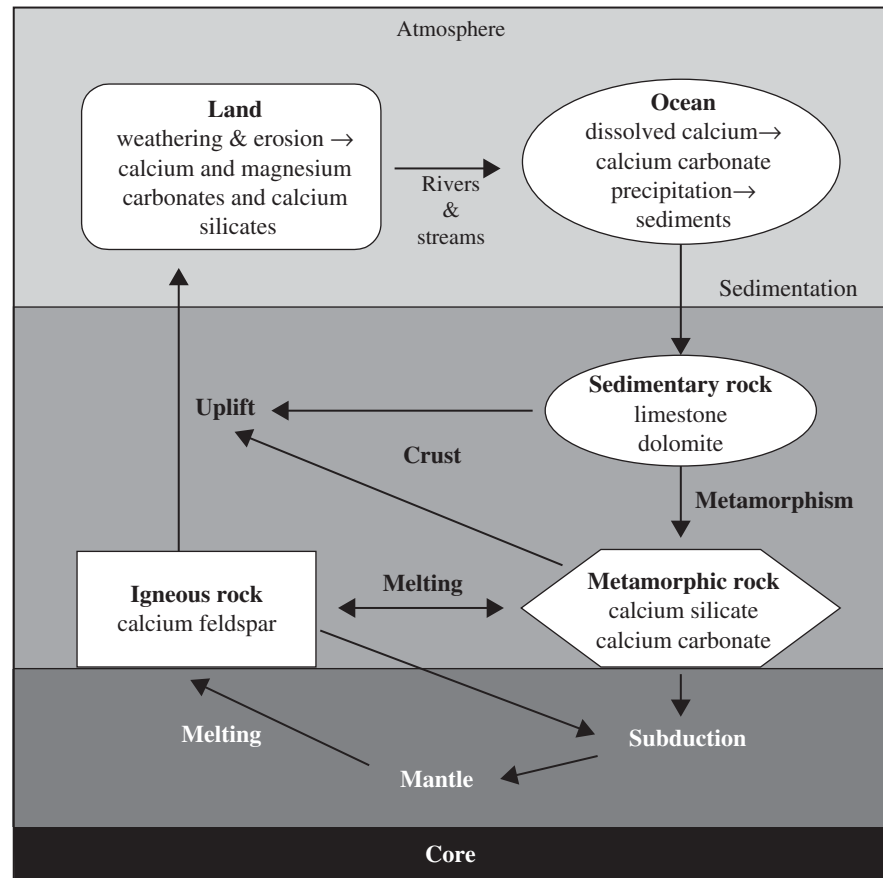 Atmosphere
Land
weathering & erosion →
calcium and magnesium
carbonates and calcium
silicates
Rivers
&
streams
Ocean
dissolved calcium→
calcium carbonate
precipitation→
sediments
Sedimentation
Sedimentary rock
limestone
dolomite
Uplift
Crust
Metamorphism
Igneous rock
calcium feldspar
Melting
Metamorphic rock
calcium silicate
calcium carbonate
Melting
Subduction
Mantle
Core